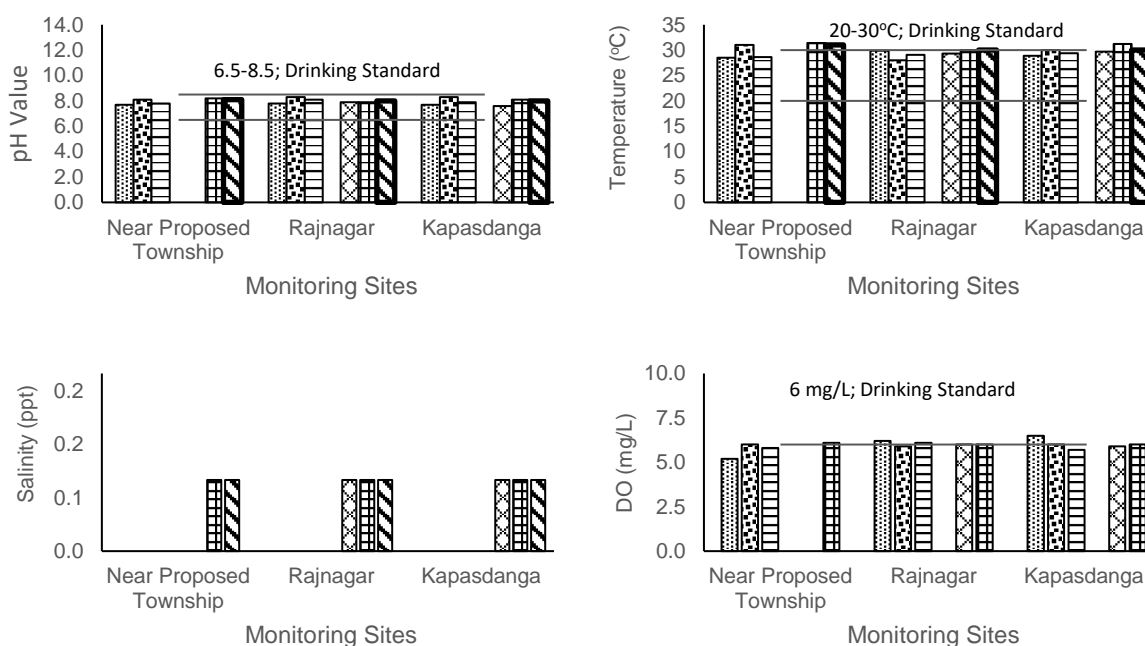 14.0
12.0
10.0
8.0
6.0
4.0
2.0
0.0
pH Value
6.5-8.5; Drinking Standard
Near Proposed Township
Rajnagar
Kapasdanga
Monitoring Sites
35
30
25
20
15
10
5
0
Temperature (ºC)
20-30ºC; Drinking Standard
Near Proposed Township
Rajnagar
Kapasdanga
Monitoring Sites
0.2
0.2
0.1
0.0
Salinity (ppt)
Near Proposed Township
Rajnagar
Kapasdanga
Monitoring Sites
10.0
7.5
5.0
2.5
0.0
DO (mg/L)
6 mg/L; Drinking Standard
Near Proposed Township
Rajnagar
Kapasdanga
Monitoring Sites